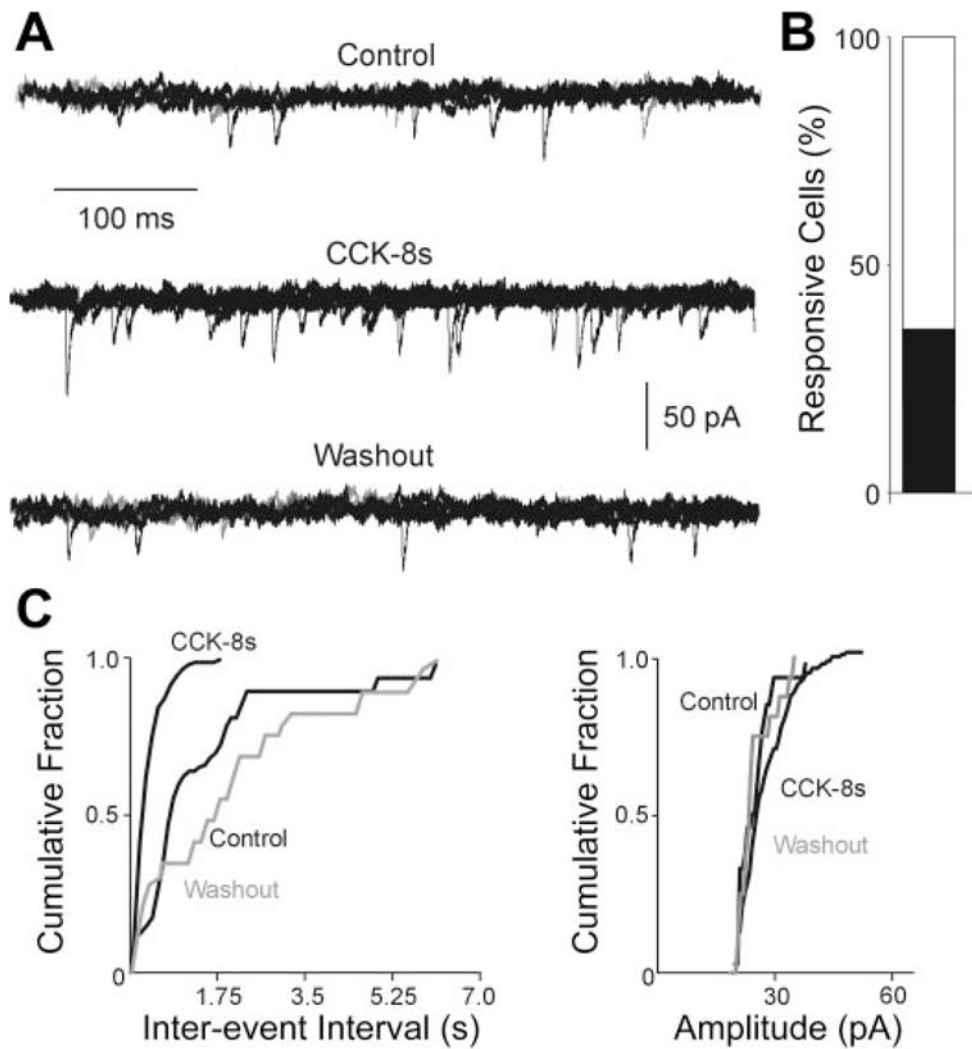 A
Control
100 ms
CCK-8s
50 pA
Washout
B
100
50
0
Responsive Cells (%)
C
CCK-8s
1.0
0.5
0
Control
Washout
1.75
3.5
5.25
7.0
Cumulative Fraction
Inter-event Interval (s)
1.0
0.5
0
Control
CCK-8s
Washout
30
60
Cumulative Fraction
Amplitude (pA)